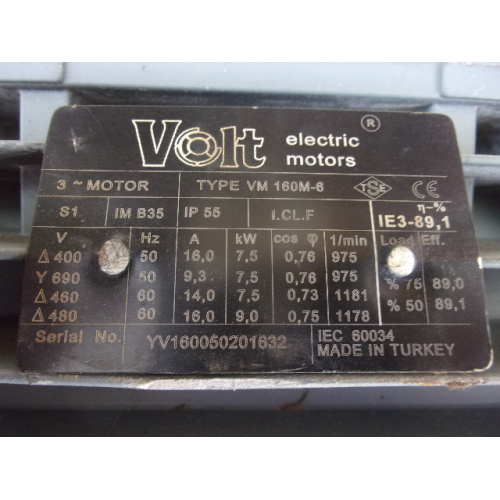 Volt electric motors ®
3 ~ MOTOR TYPE VM 160M-6 TSE CE
S1 IM B35 IP 55 I.CL.F η-% IE3-89,1
V Hz A kW cos φ 1/min Load Eff.
Δ 400 50 16,0 7,5 0,76 975
Y 690 50 9,3 7,5 0,76 975 % 75 89,0
Δ 460 60 14,0 7,5 0,73 1181 % 50 89,1
Δ 480 60 16,0 9,0 0,75 1178
Serial No. YV160050201632 IEC 60034
MADE IN TURKEY